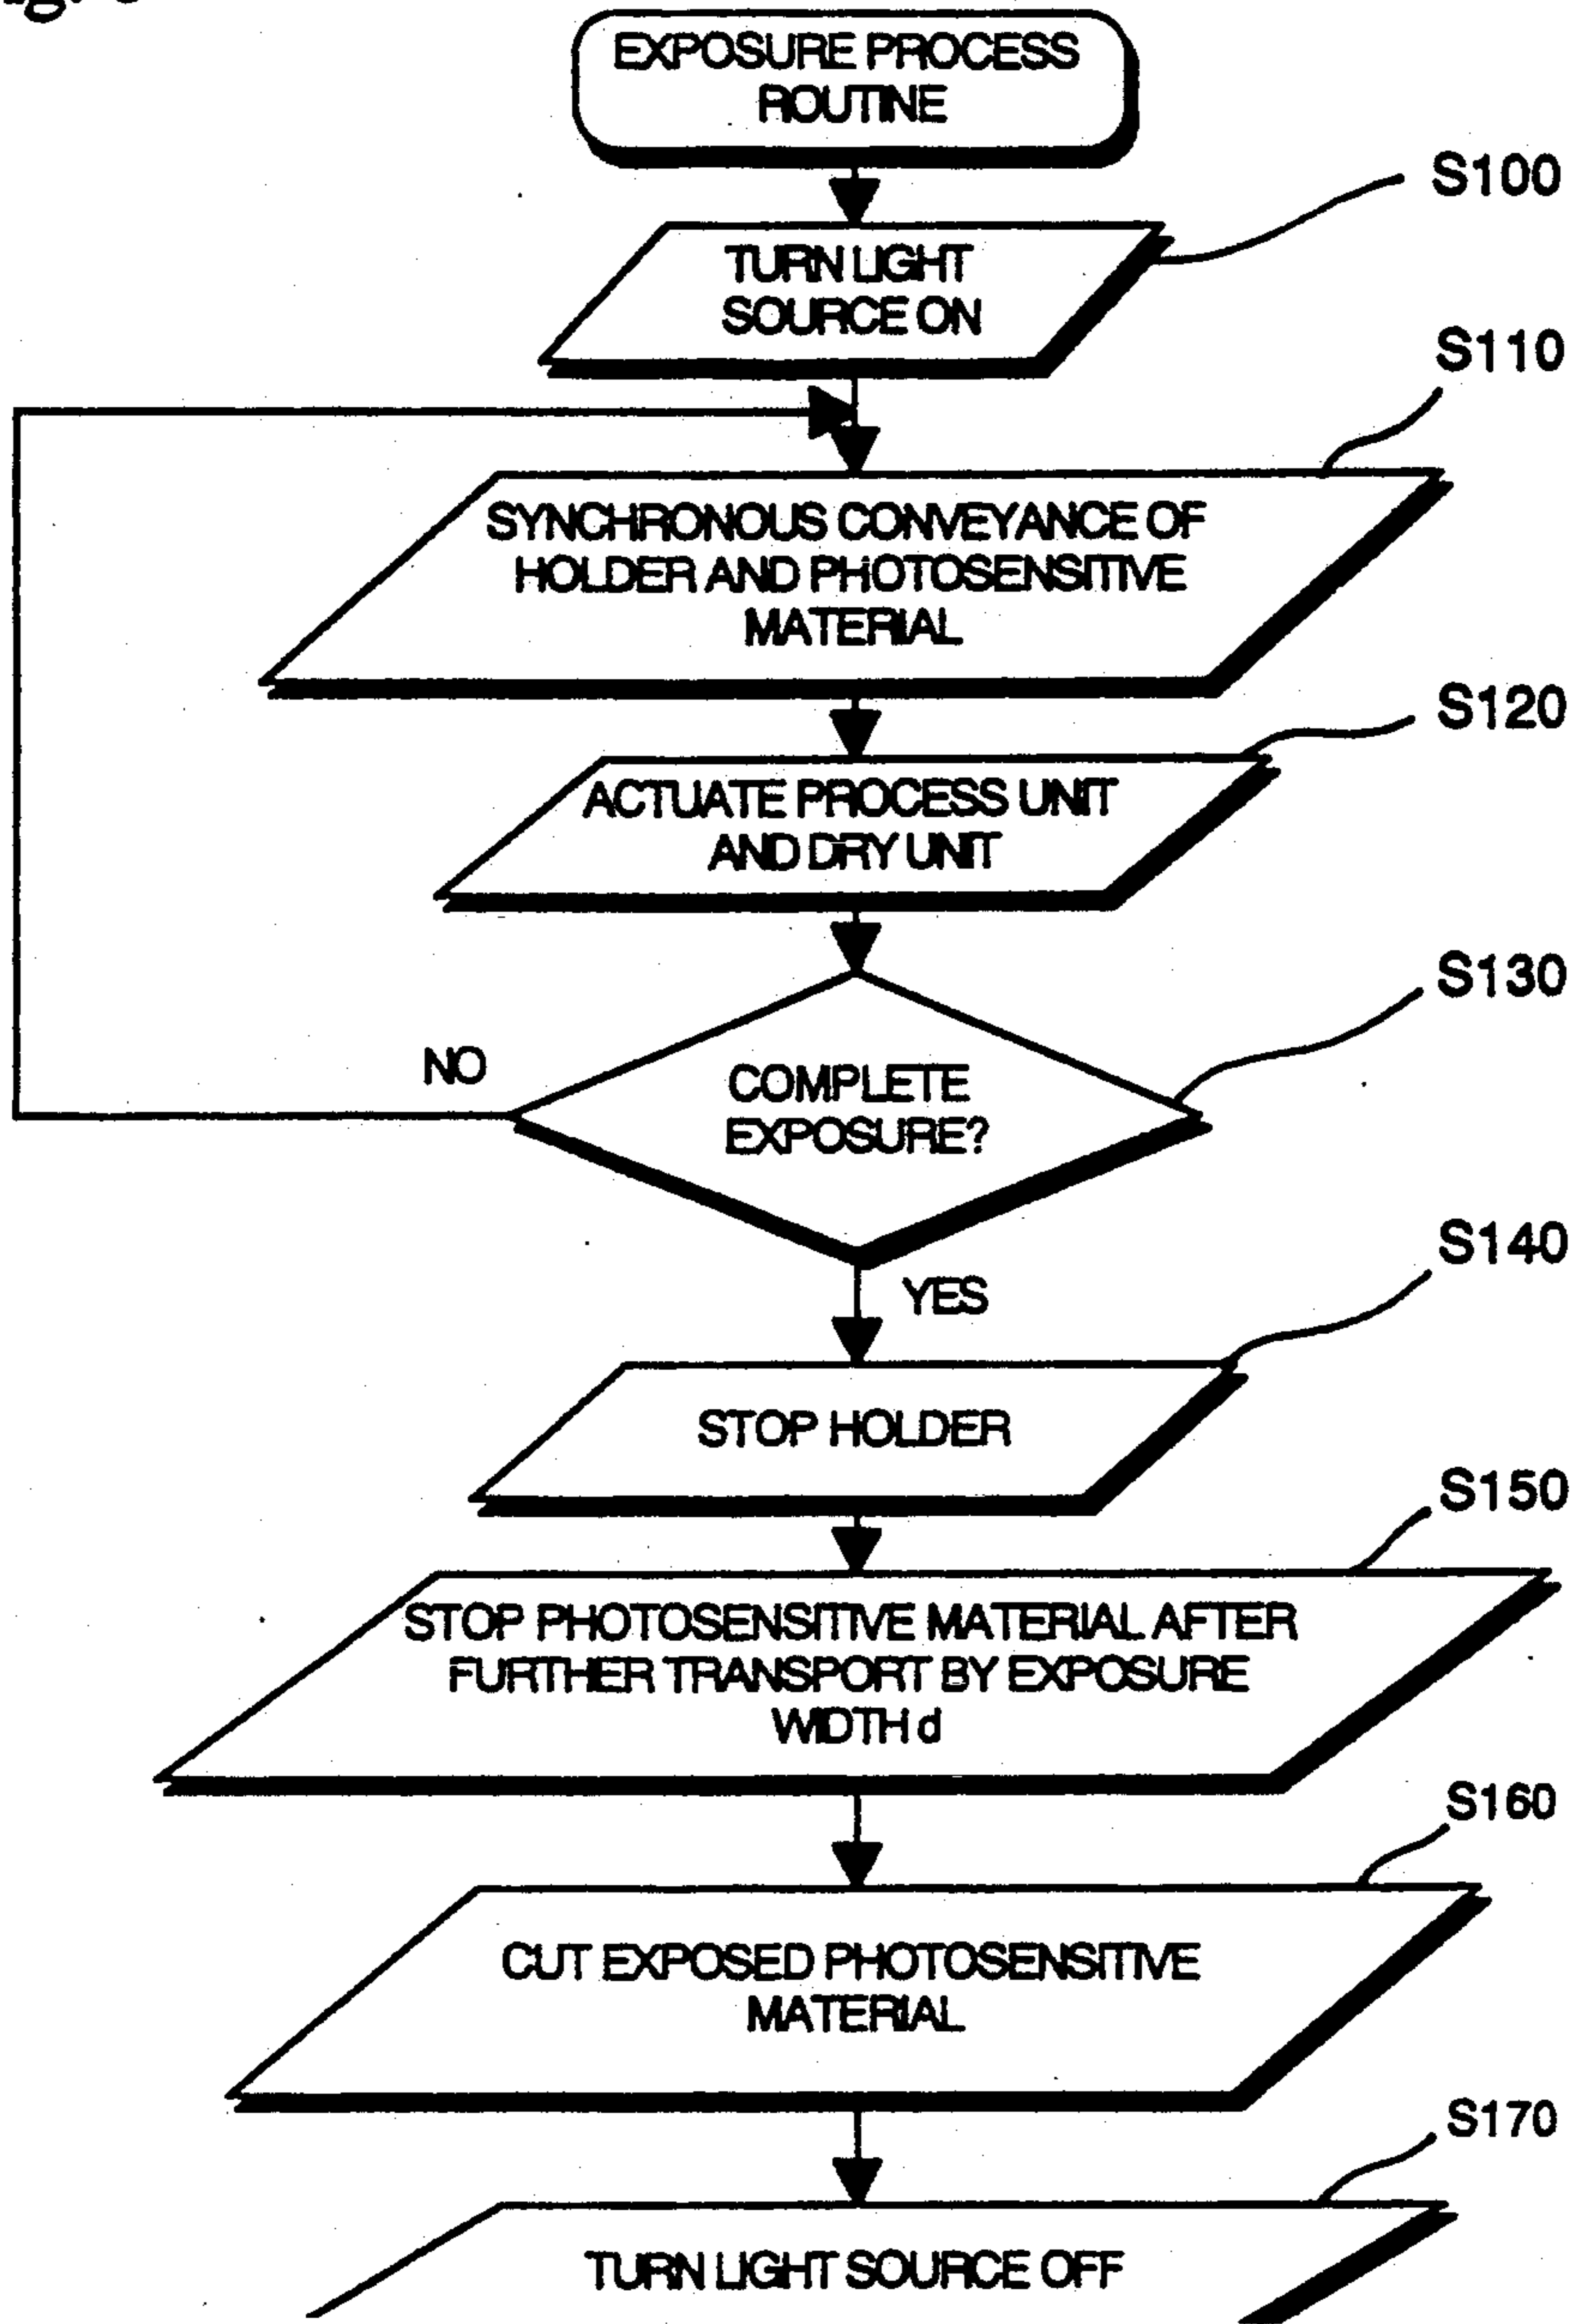 EXPOSURE PROCESS
ROUTINE
S100
TURN LIGHT
SOURCE ON
S110
SYNCHRONOUS CONVEYANCE OF
HOLDER AND PHOTOSENSITIVE
MATERIAL
S120
ACTUATE PROCESS UNIT
AND DRY UNIT
S130
NO
COMPLETE
EXPOSURE?
S140
YES
STOP HOLDER
S150
STOP PHOTOSENSITIVE MATERIAL AFTER
FURTHER TRANSPORT BY EXPOSURE
WIDTH d
S160
CUT EXPOSED PHOTOSENSITIVE
MATERIAL
S170
TURN LIGHT SOURCE OFF